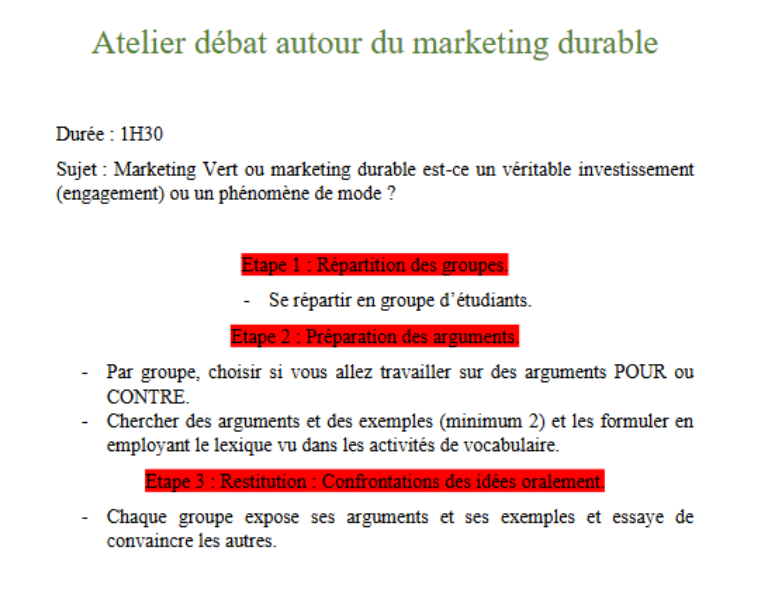 Atelier débat autour du marketing durable
Durée : 1H30
Sujet : Marketing Vert ou marketing durable est-ce un véritable investissement
(engagement) ou un phénomène de mode ?
Etape 1 : Répartition des groupes.
- Se répartir en groupe d’étudiants.
Etape 2 : Préparation des arguments.
- Par groupe, choisir si vous allez travailler sur des arguments POUR ou
CONTRE.
- Chercher des arguments et des exemples (minimum 2) et les formuler en
employant le lexique vu dans les activités de vocabulaire.
Etape 3 : Restitution : Confrontations des idées oralement.
- Chaque groupe expose ses arguments et ses exemples et essaye de
convaincre les autres.